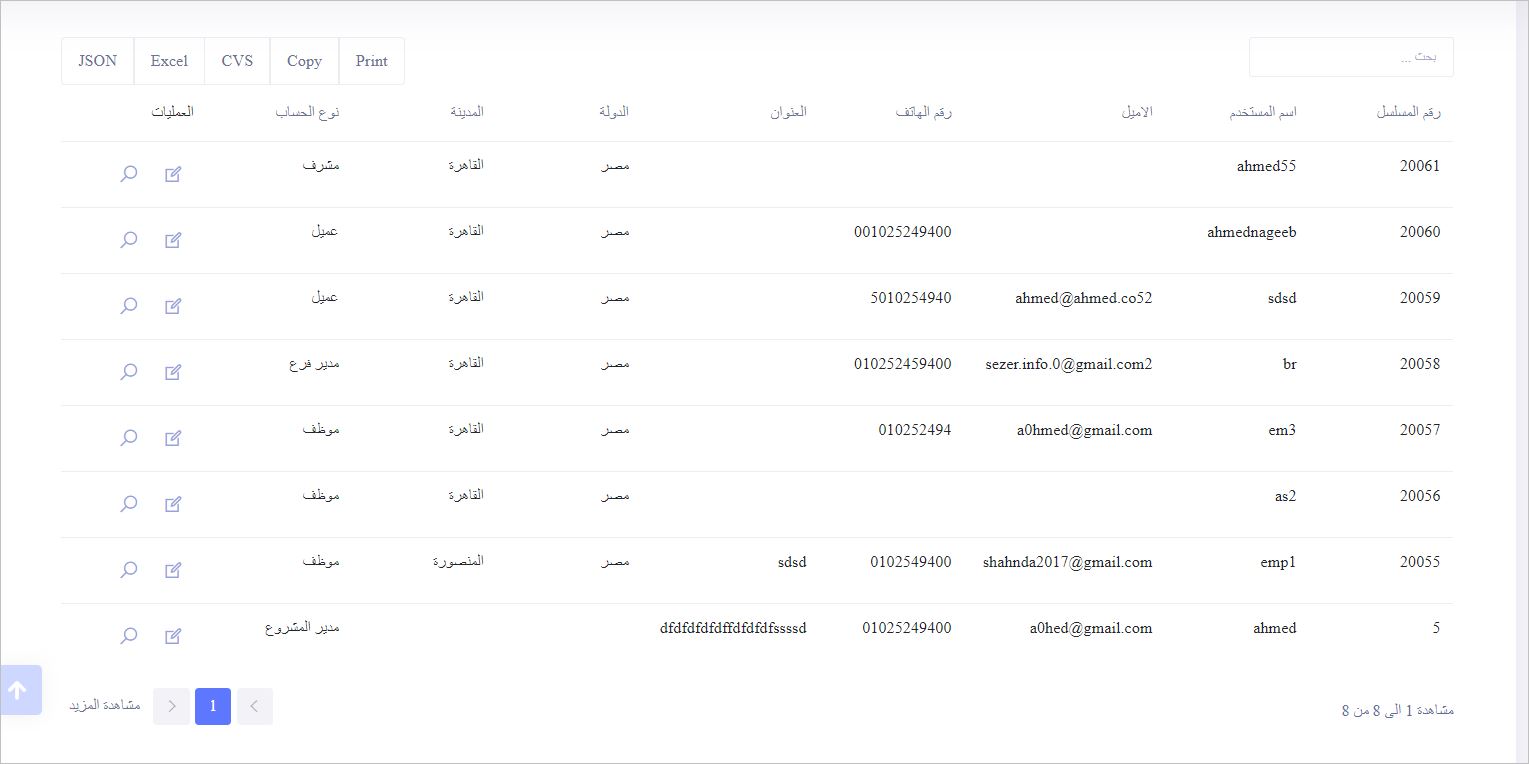 بحث ...
JSON Excel CVS Copy Print
رقم المسلسل اسم المستخدم الاميل رقم الهاتف العنوان الدولة المدينة نوع الحساب العمليات
20061 ahmed55 مصر القاهرة مشرف
20060 ahmednageeb 001025249400 مصر القاهرة عميل
20059 sdsd ahmed@ahmed.co52 5010254940 مصر القاهرة عميل
20058 br sezer.info.0@gmail.com2 010252459400 مصر القاهرة مدير فرع
20057 em3 a0hmed@gmail.com 010252494 مصر القاهرة موظف
20056 as2 مصر القاهرة موظف
20055 emp1 shahnda2017@gmail.com 0102549400 sdsd مصر المنصورة موظف
5 ahmed a0hed@gmail.com 01025249400 dfdfdfdfdffdfdfdfssssd مدير المشروع
مشاهدة 1 الى 8 من 8
1 مشاهدة المزيد